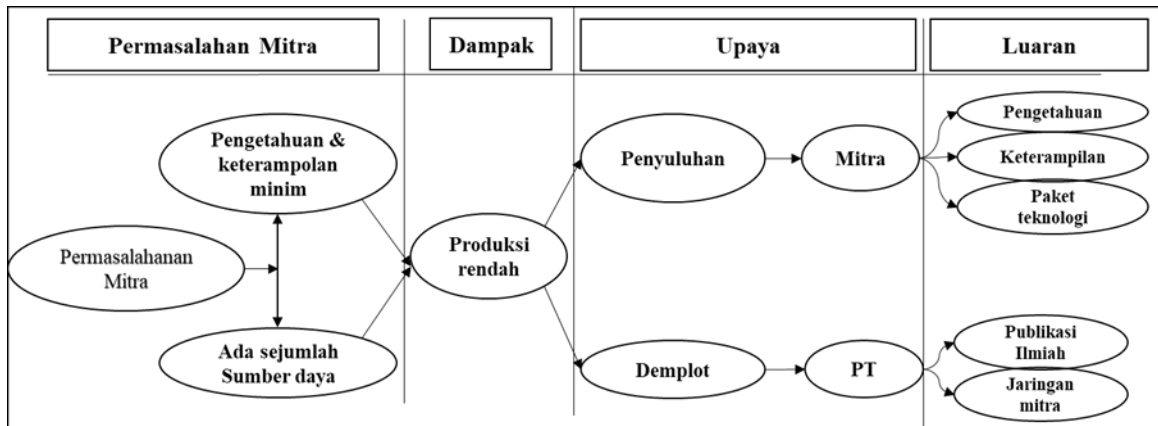 Permasalahan Mitra
Dampak
Upaya
Luaran
Pengetahuan &
keterampolan
minim
Permasalahanan
Mitra
Ada sejumlah
Sumber daya
Produksi
rendah
Penyuluhan
Mitra
Pengetahuan
Keterampilan
Paket
teknologi
Demplot
PT
Publikasi
Ilmiah
Jaringan
mitra